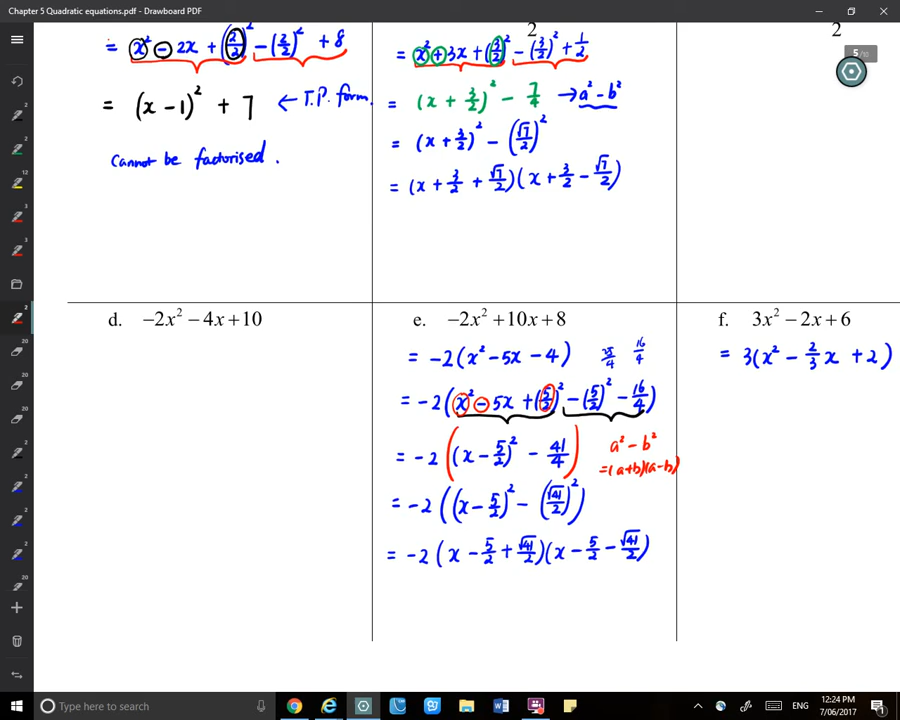 Chapter 5 Quadratic equations.pdf - Drawboard PDF
= x² − 2x + (2/2)² − (2/2)² + 8
= (x − 1)² + 7 ← T.P. form.
Cannot be factorised.
2
= x² + 3x + (3/2)² − (3/2)² + 1/2
= (x + 3/2)² − 7/4 → a² − b²
= (x + 3/2)² − (√7/2)²
= (x + 3/2 + √7/2)(x + 3/2 − √7/2)
2
5/
d. −2x² − 4x + 10
e. −2x² + 10x + 8
= −2(x² − 5x − 4) 25/4 16/4
= −2(x² − 5x + (5/2)² − (5/2)² − 16/4)
= −2((x − 5/2)² − 41/4) a² − b²
= (a+b)(a−b)
= −2((x − 5/2)² − (√41/2)²)
= −2(x − 5/2 + √41/2)(x − 5/2 − √41/2)
f. 3x² − 2x + 6
= 3(x² − 2/3x + 2)
Type here to search
ENG
12:24 PM
7/06/2017